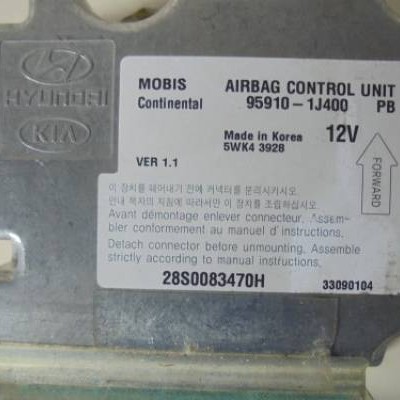 HYUNDAI
KIA
MOBIS AIRBAG CONTROL UNIT
Continental 95910-1J400 PB
Made in Korea 12V
5WK4 3928
VER 1.1
FORWARD
이 장치를 떼어내기 전에 커넥터를 분리시키시오.
안내 책자의 지침에 따라서만 이 장치를 조립하십시오.
Avant démontage enlever connecteur. Assem-
bler conformement au manuel d'instructions.
Detach connector before unmounting. Assemble
strictly according to manual instructions.
28S0083470H 33090104